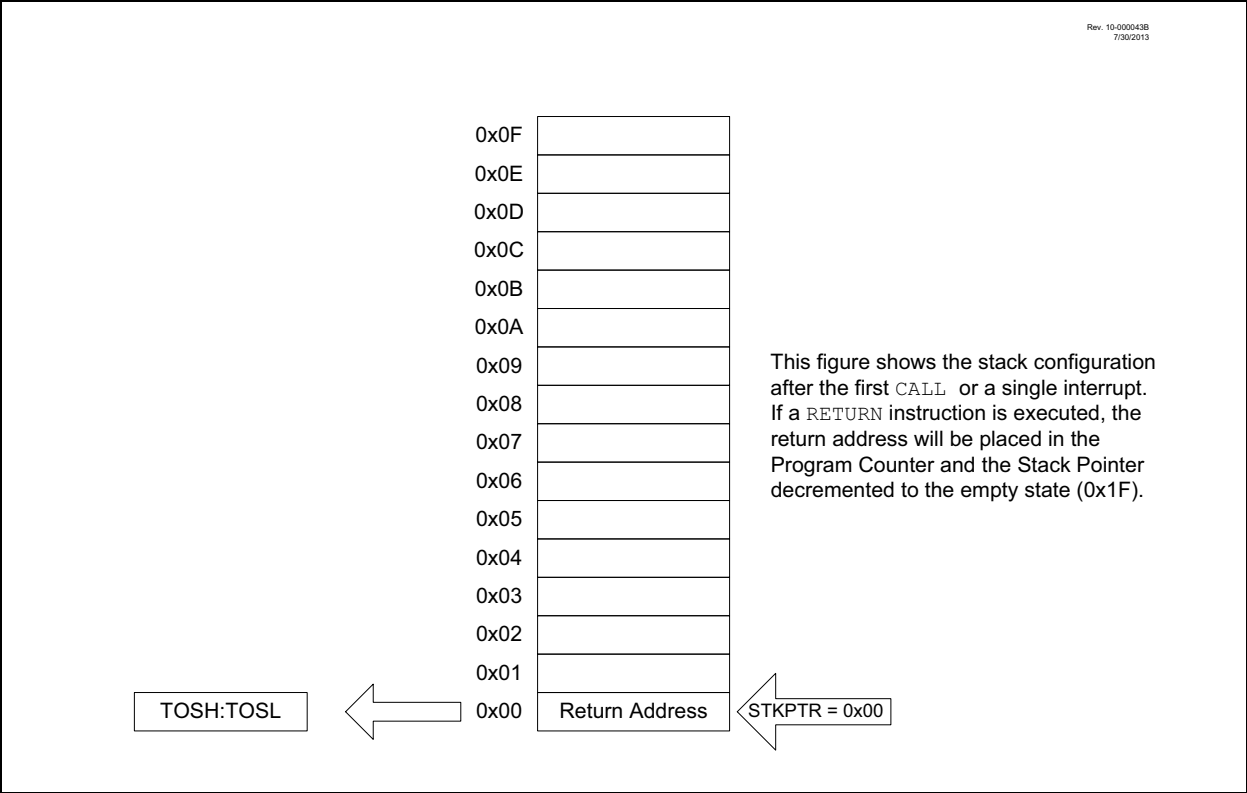 Rev. 10-000043B
7/30/2013
0x0F
0x0E
0x0D
0x0C
0x0B
0x0A
0x09
0x08
0x07
0x06
0x05
0x04
0x03
0x02
0x01
This figure shows the stack configuration
after the first CALL or a single interrupt.
If a RETURN instruction is executed, the
return address will be placed in the
Program Counter and the Stack Pointer
decremented to the empty state (0x1F).
TOSH:TOSL
0x00
Return Address
STKPTR = 0x00